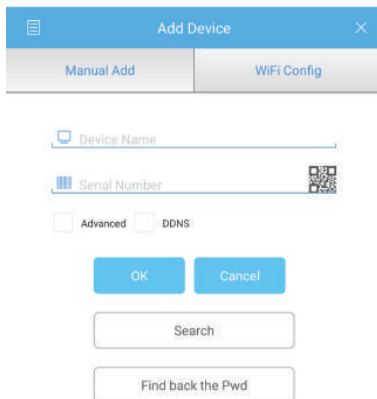 Add Device
Manual Add WiFi Config
Device Name
Serial Number
Advanced DDNS
OK Cancel
Search
Find back the Pwd